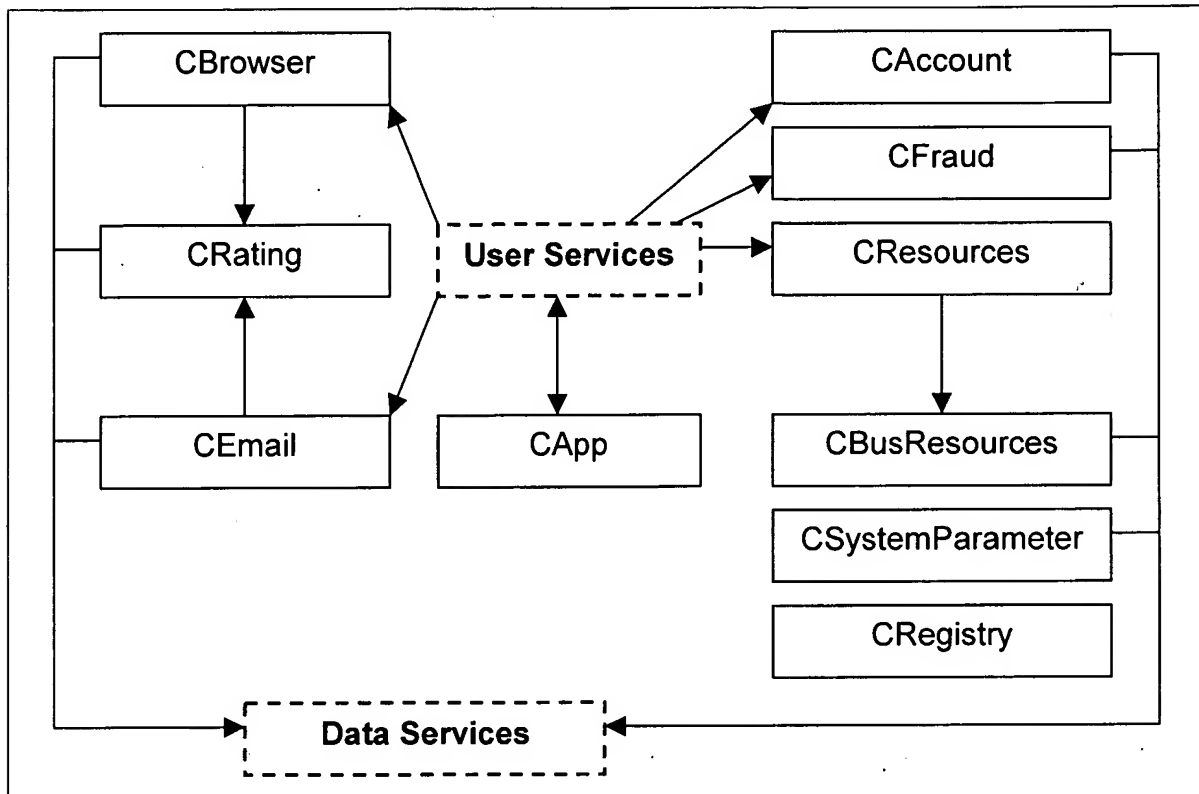 CBrowser
CAccount
CFraud
CRating
User Services
CResources
CEmail
CApp
CBusResources
CSystemParameter
CRegistry
Data Services